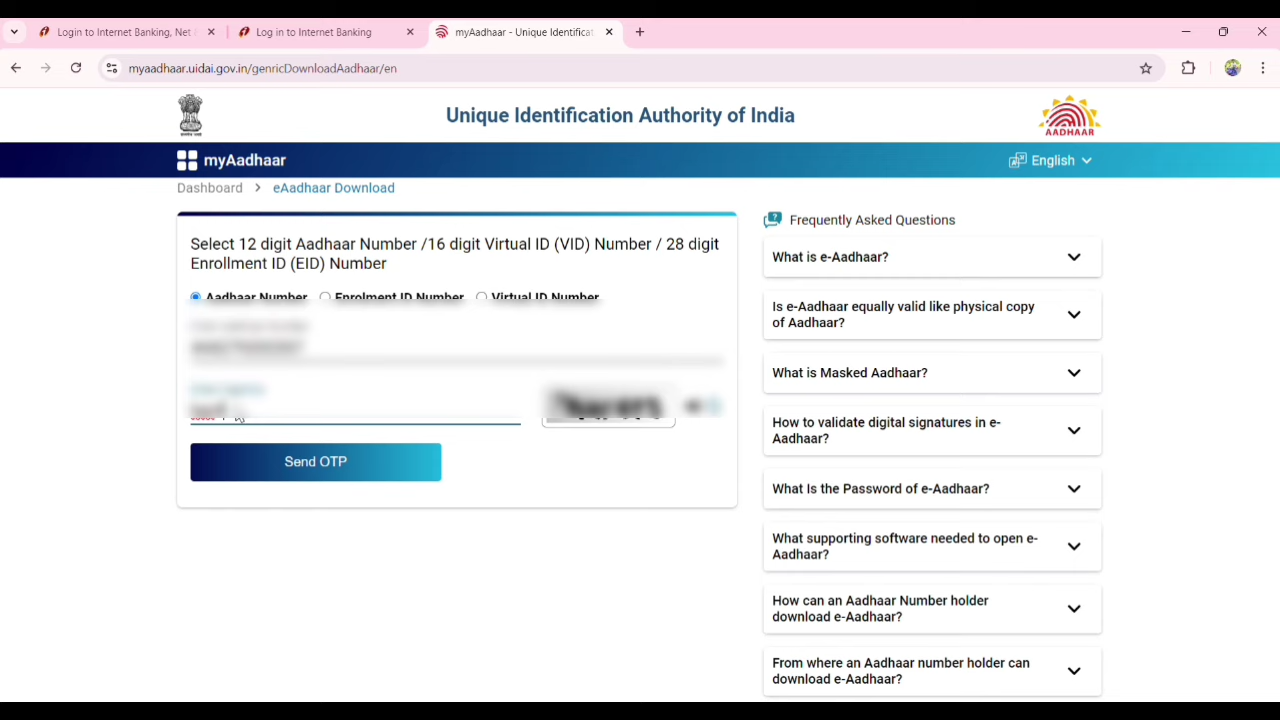 Login to Internet Banking, Net
Log in to Internet Banking
myAadhaar - Unique Identificat
myaadhaar.uidai.gov.in/genricDownloadAadhaar/en
Unique Identification Authority of India
AADHAAR
myAadhaar
English
Dashboard > eAadhaar Download
Select 12 digit Aadhaar Number /16 digit Virtual ID (VID) Number / 28 digit
Enrollment ID (EID) Number
Aadhaar Number Enrolment ID Number Virtual ID Number
Send OTP
Frequently Asked Questions
What is e-Aadhaar?
Is e-Aadhaar equally valid like physical copy
of Aadhaar?
What is Masked Aadhaar?
How to validate digital signatures in e-
Aadhaar?
What Is the Password of e-Aadhaar?
What supporting software needed to open e-
Aadhaar?
How can an Aadhaar Number holder
download e-Aadhaar?
From where an Aadhaar number holder can
download e-Aadhaar?